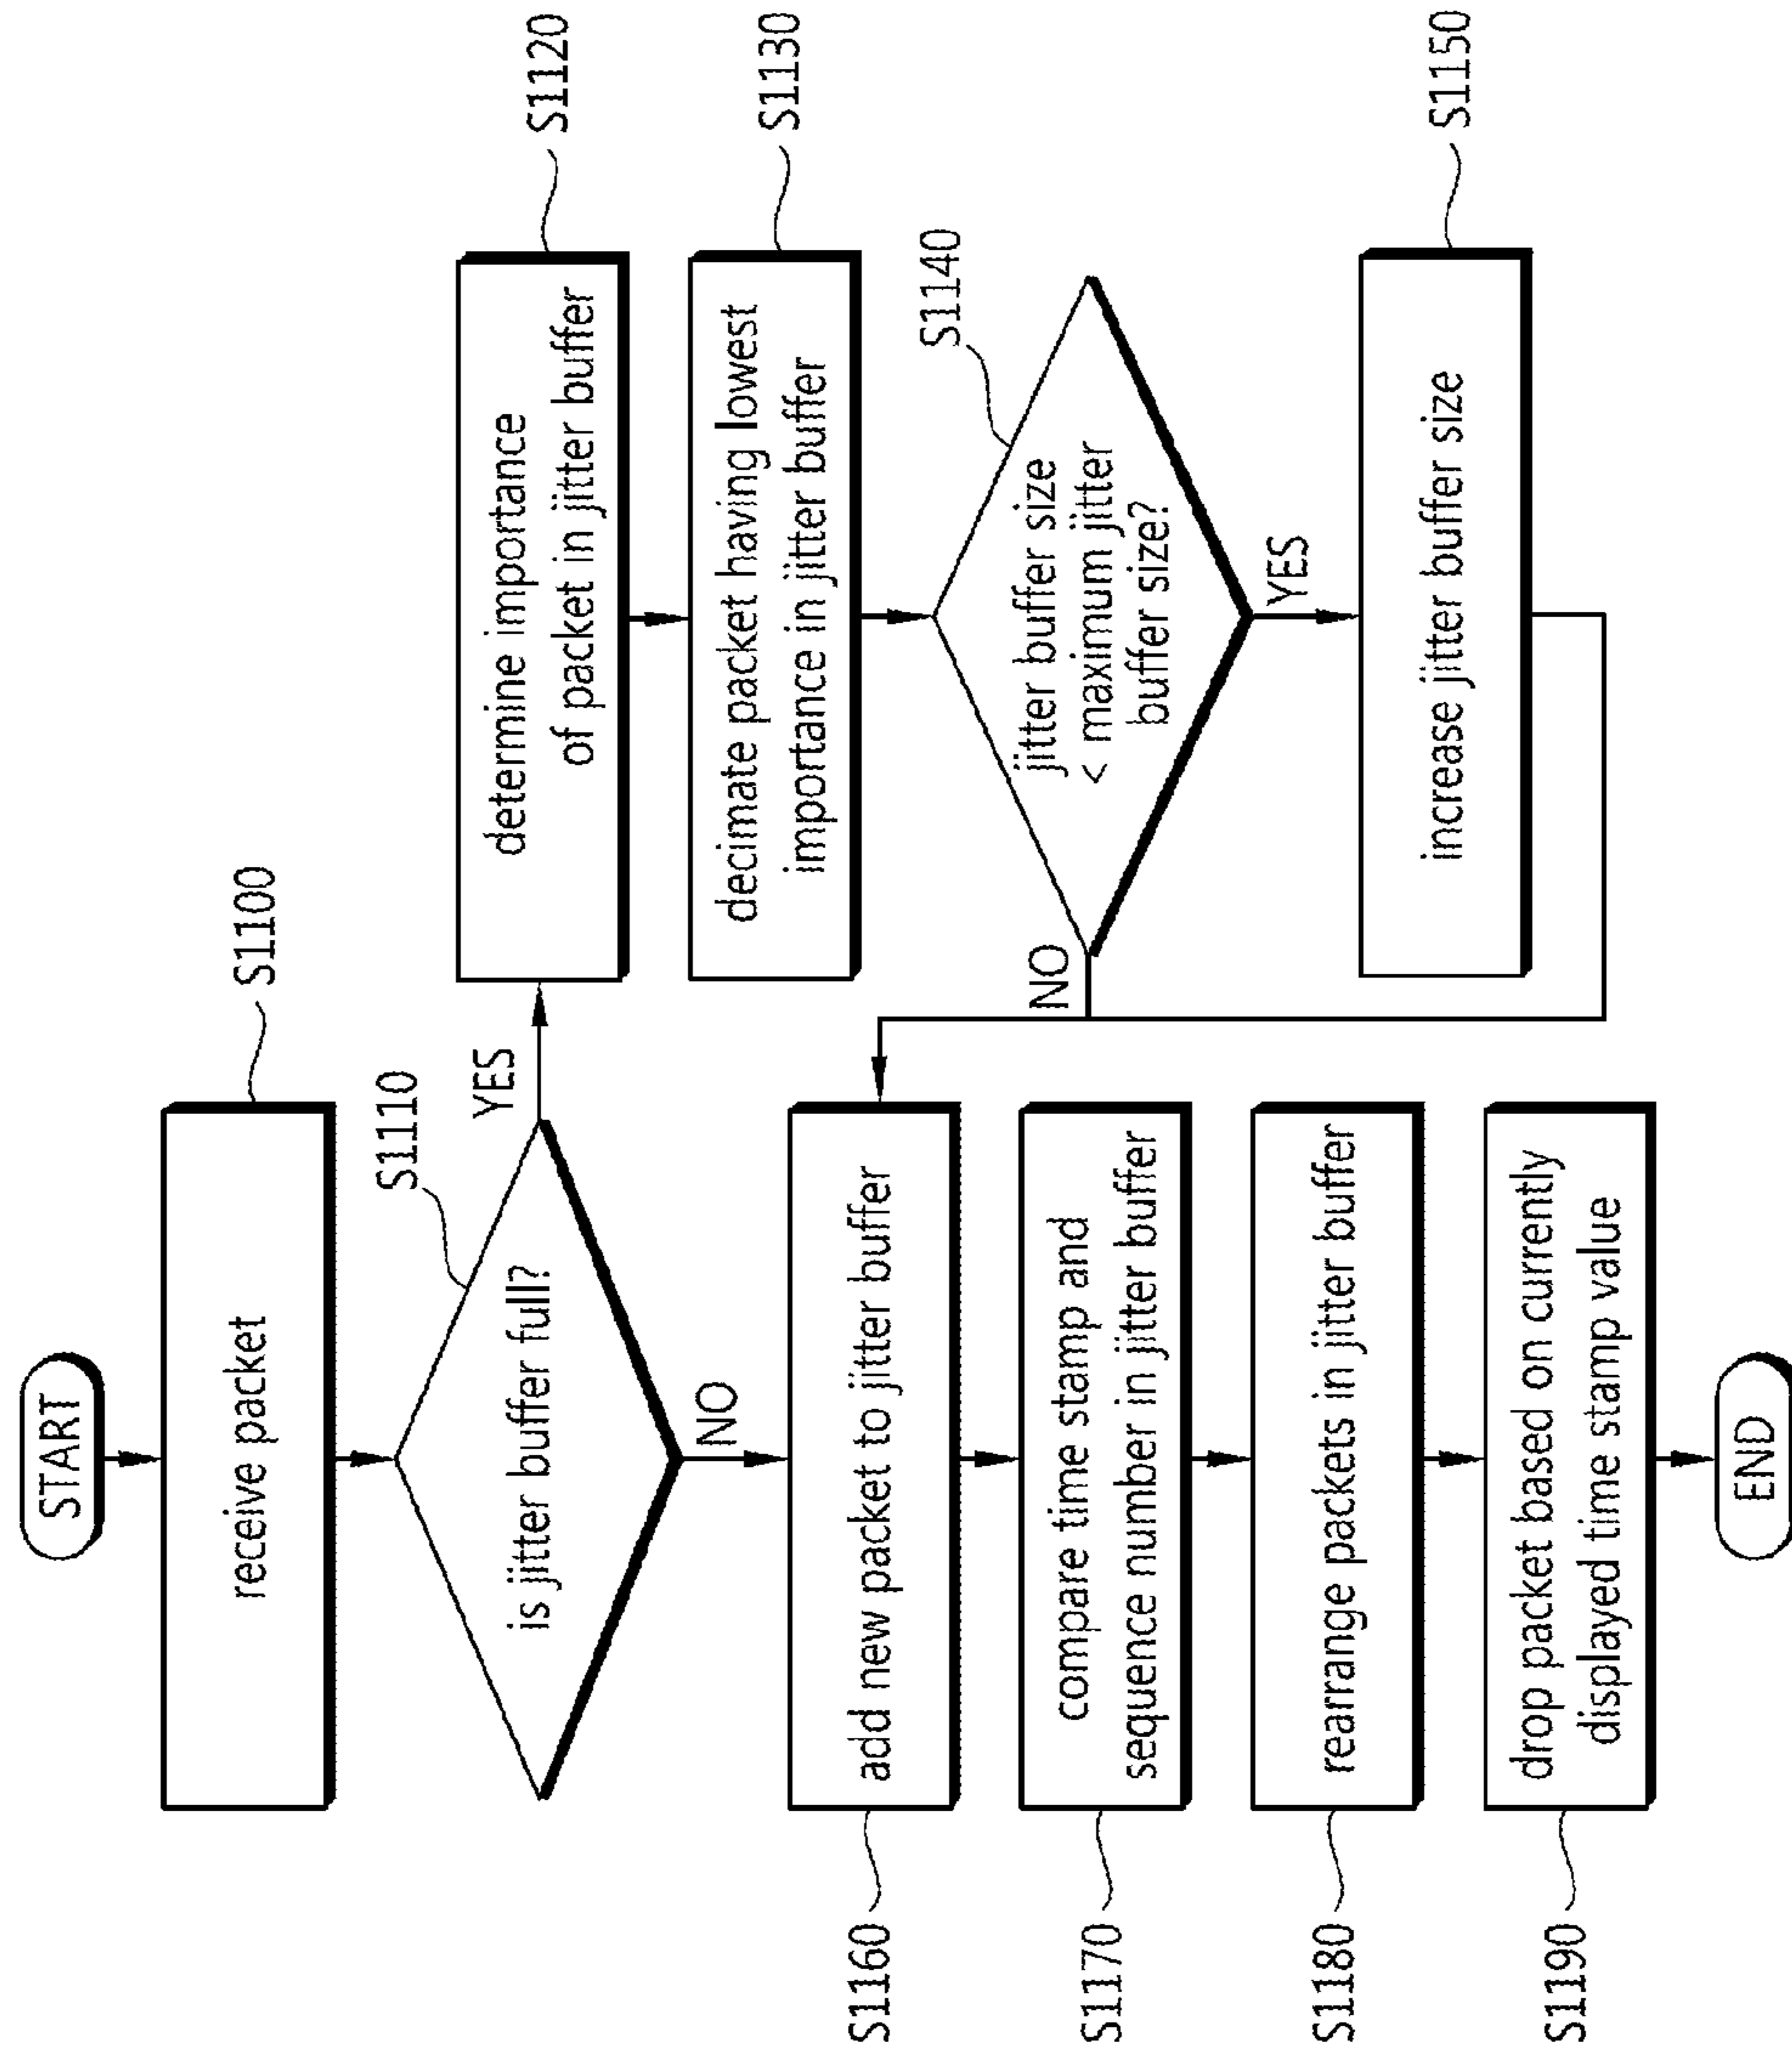 START
receive packet
S1100
is jitter buffer full?
S1110
YES
NO
determine importance
of packet in jitter buffer
S1120
decimate packet having lowest
importance in jitter buffer
S1130
jitter buffer size
< maximum jitter
buffer size?
S1140
NO
YES
increase jitter buffer size
S1150
add new packet to jitter buffer
S1160
compare time stamp and
sequence number in jitter buffer
S1170
rearrange packets in jitter buffer
S1180
drop packet based on currently
displayed time stamp value
S1190
END